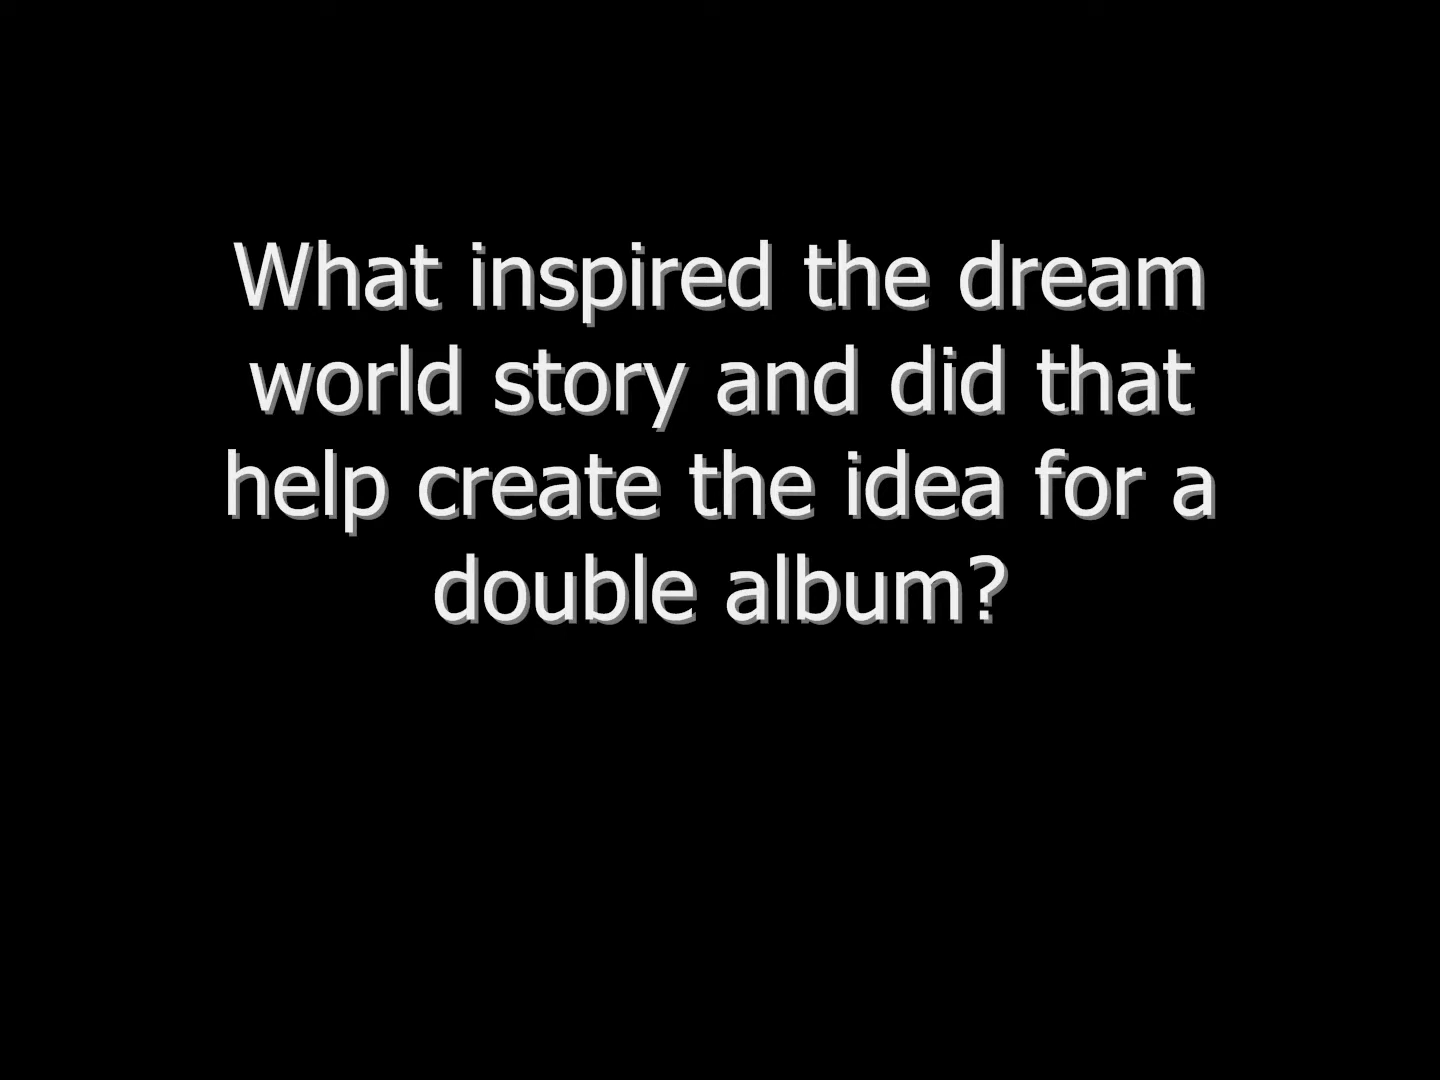 What inspired the dream
world story and did that
help create the idea for a
double album?